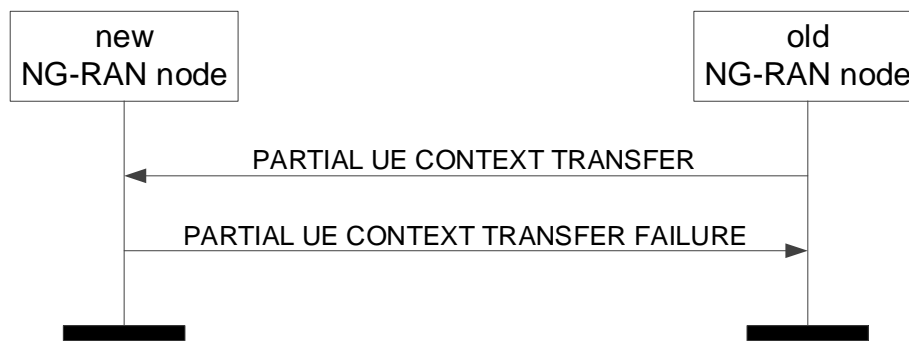 new
NG-RAN node
old
NG-RAN node
PARTIAL UE CONTEXT TRANSFER
PARTIAL UE CONTEXT TRANSFER FAILURE